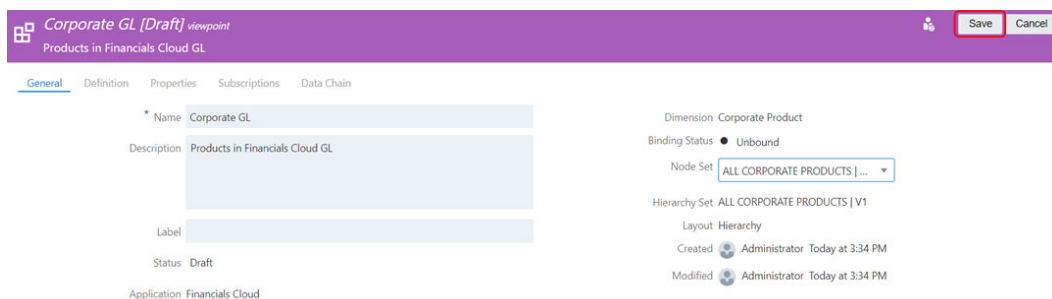 Corporate GL [Draft] viewpoint
Products in Financials Cloud GL
Save Cancel
General Definition Properties Subscriptions Data Chain
* Name Corporate GL
Description Products in Financials Cloud GL
Label
Status Draft
Application Financials Cloud
Dimension Corporate Product
Binding Status Unbound
Node Set ALL CORPORATE PRODUCTS | ...
Hierarchy Set ALL CORPORATE PRODUCTS | V1
Layout Hierarchy
Created Administrator Today at 3:34 PM
Modified Administrator Today at 3:34 PM